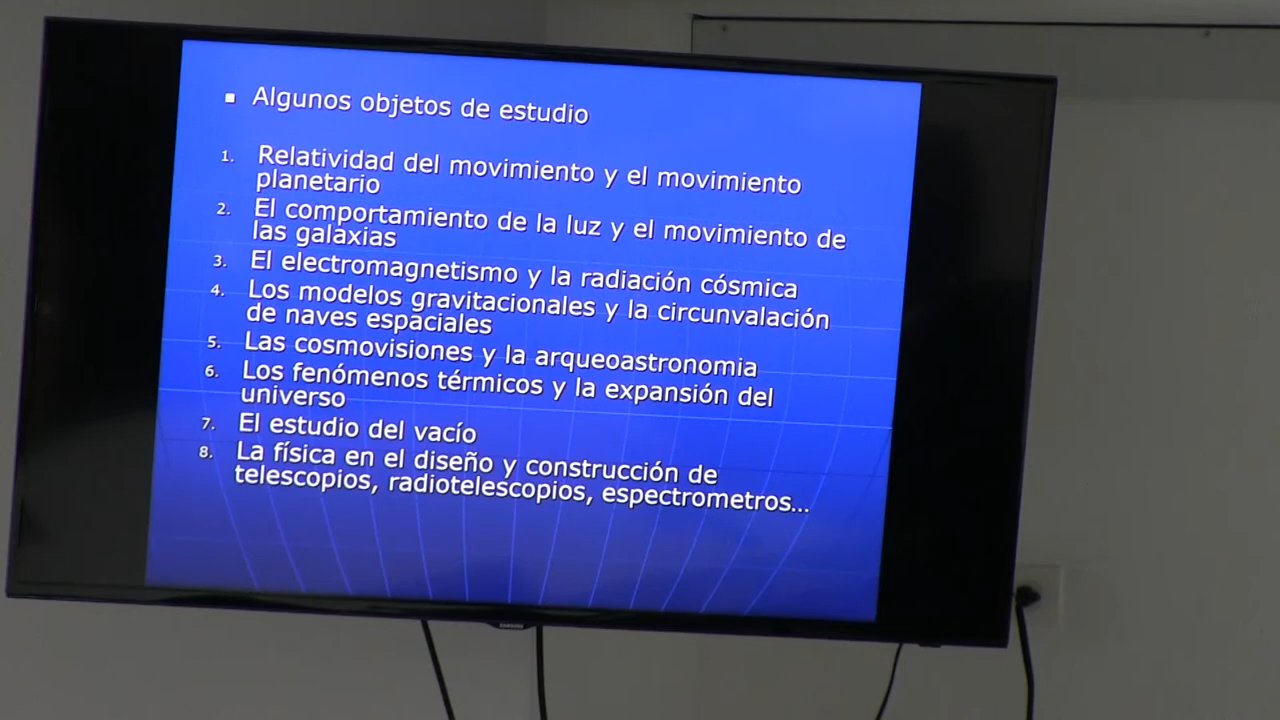 ▪ Algunos objetos de estudio
1. Relatividad del movimiento y el movimiento
planetario
2. El comportamiento de la luz y el movimiento de
las galaxias
3. El electromagnetismo y la radiación cósmica
4. Los modelos gravitacionales y la circunvalación
de naves espaciales
5. Las cosmovisiones y la arqueoastronomia
6. Los fenómenos térmicos y la expansión del
universo
7. El estudio del vacío
8. La física en el diseño y construcción de
telescopios, radiotelescopios, espectrometros...
SAMSUNG